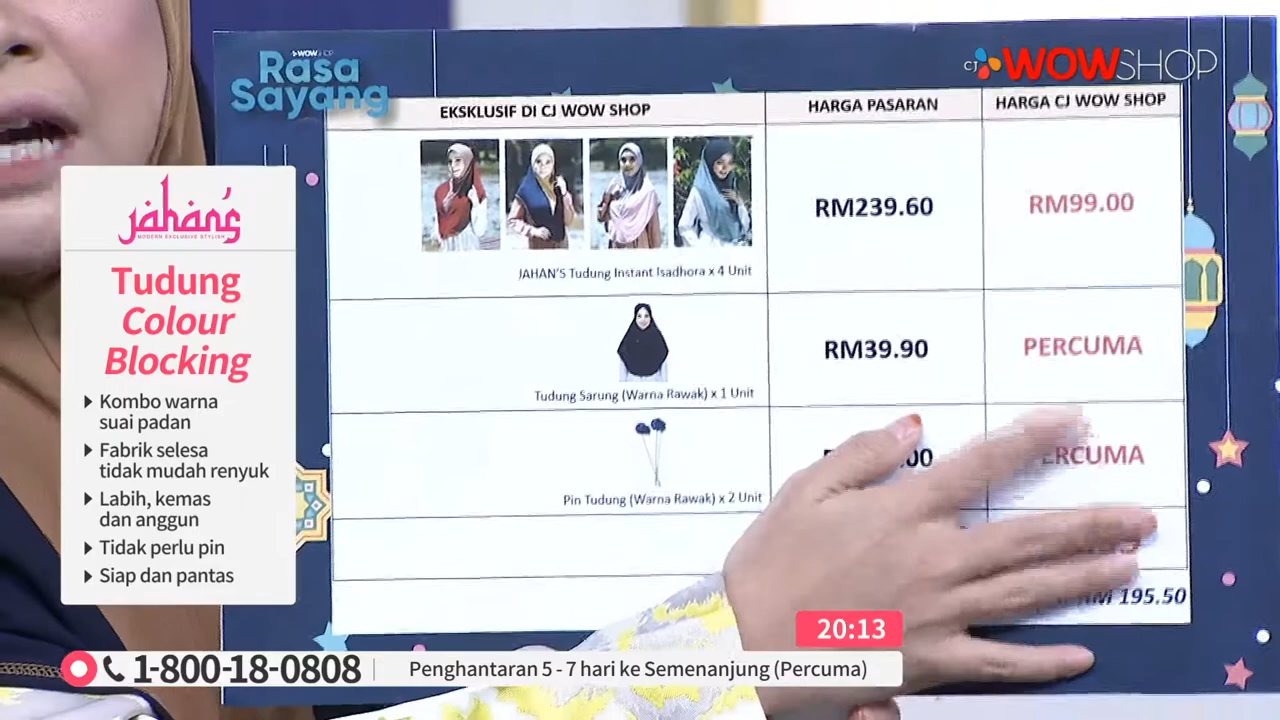 WOWSHOP
Rasa
Sayang
CJ WOWSHOP
EKSKLUSIF DI CJ WOW SHOP
HARGA PASARAN
HARGA CJ WOW SHOP
RM239.60
RM99.00
JAHAN'S Tudung Instant Isadhora x 4 Unit
RM39.90
PERCUMA
Tudung Sarung (Warna Rawak) x 1 Unit
ERCUMA
Pin Tudung (Warna Rawak) x 2 Unit
RM 195.50
jahan's
MODERN EXCLUSIVE STYLISH
Tudung
Colour
Blocking
Kombo warna
suai padan
Fabrik selesa
tidak mudah renyuk
Labih, kemas
dan anggun
Tidak perlu pin
Siap dan pantas
20:13
1-800-18-0808
Penghantaran 5 - 7 hari ke Semenanjung (Percuma)